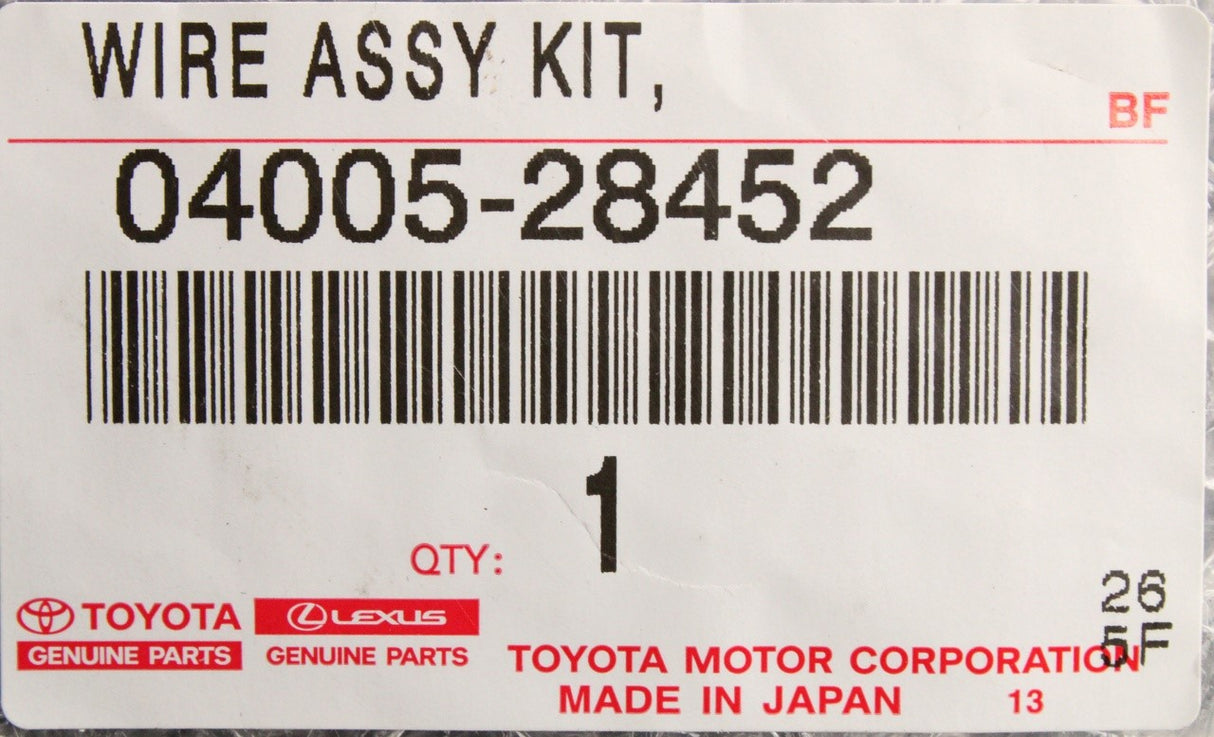 WIRE ASSY KIT,
BF
04005-28452
1
QTY:
26
5F
TOYOTA
GENUINE PARTS
LEXUS
GENUINE PARTS
TOYOTA MOTOR CORPORATION
MADE IN JAPAN
13